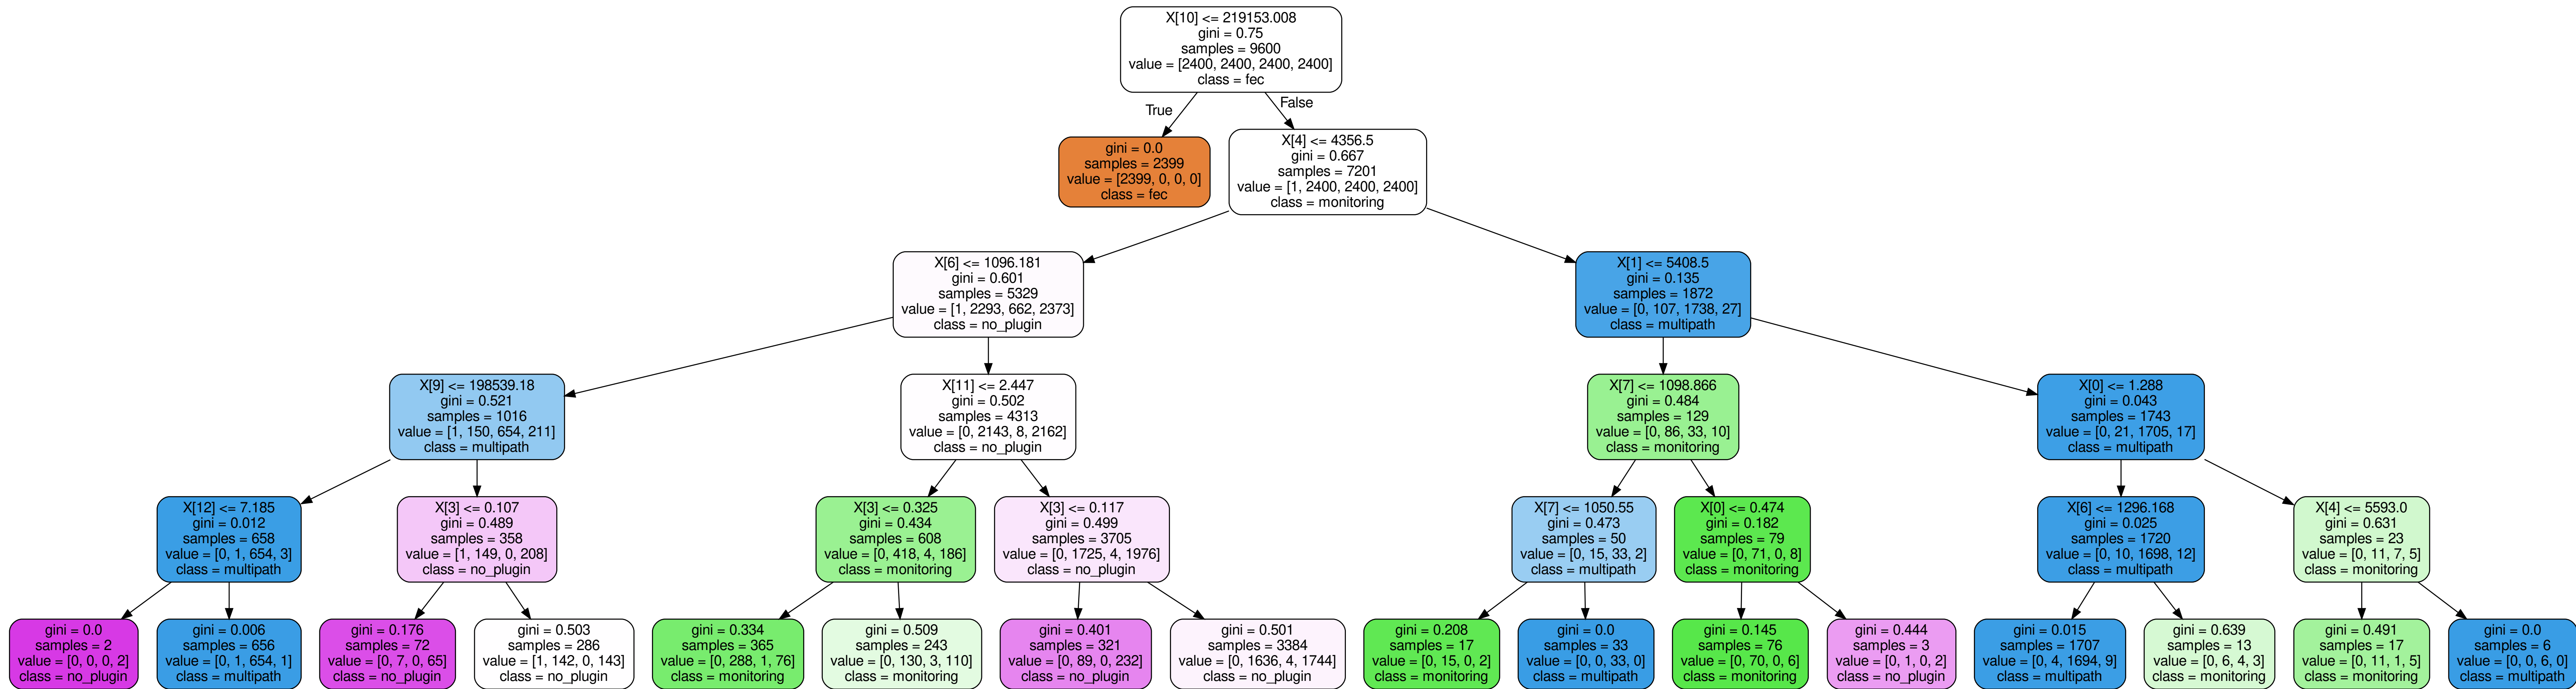 X[10] <= 219153.008
gini = 0.75
samples = 9600
value = [2400, 2400, 2400, 2400]
class = fec
True
False
gini = 0.0
samples = 2399
value = [2399, 0, 0, 0]
class = fec
X[4] <= 4356.5
gini = 0.667
samples = 7201
value = [1, 2400, 2400, 2400]
class = monitoring
X[6] <= 1096.181
gini = 0.601
samples = 5329
value = [1, 2293, 662, 2373]
class = no_plugin
X[1] <= 5408.5
gini = 0.135
samples = 1872
value = [0, 107, 1738, 27]
class = multipath
X[9] <= 198539.18
gini = 0.521
samples = 1016
value = [1, 150, 654, 211]
class = multipath
X[11] <= 2.447
gini = 0.502
samples = 4313
value = [0, 2143, 8, 2162]
class = no_plugin
X[7] <= 1098.866
gini = 0.484
samples = 129
value = [0, 86, 33, 10]
class = monitoring
X[0] <= 1.288
gini = 0.043
samples = 1743
value = [0, 21, 1705, 17]
class = multipath
X[12] <= 7.185
gini = 0.012
samples = 658
value = [0, 1, 654, 3]
class = multipath
X[3] <= 0.107
gini = 0.489
samples = 358
value = [1, 149, 0, 208]
class = no_plugin
X[3] <= 0.325
gini = 0.434
samples = 608
value = [0, 418, 4, 186]
class = monitoring
X[3] <= 0.117
gini = 0.499
samples = 3705
value = [0, 1725, 4, 1976]
class = no_plugin
X[7] <= 1050.55
gini = 0.473
samples = 50
value = [0, 15, 33, 2]
class = multipath
X[0] <= 0.474
gini = 0.182
samples = 79
value = [0, 71, 0, 8]
class = monitoring
X[6] <= 1296.168
gini = 0.025
samples = 1720
value = [0, 10, 1698, 12]
class = multipath
X[4] <= 5593.0
gini = 0.631
samples = 23
value = [0, 11, 7, 5]
class = monitoring
gini = 0.0
samples = 2
value = [0, 0, 0, 2]
class = no_plugin
gini = 0.006
samples = 656
value = [0, 1, 654, 1]
class = multipath
gini = 0.176
samples = 72
value = [0, 7, 0, 65]
class = no_plugin
gini = 0.503
samples = 286
value = [1, 142, 0, 143]
class = no_plugin
gini = 0.334
samples = 365
value = [0, 288, 1, 76]
class = monitoring
gini = 0.509
samples = 243
value = [0, 130, 3, 110]
class = monitoring
gini = 0.401
samples = 321
value = [0, 89, 0, 232]
class = no_plugin
gini = 0.501
samples = 3384
value = [0, 1636, 4, 1744]
class = no_plugin
gini = 0.208
samples = 17
value = [0, 15, 0, 2]
class = monitoring
gini = 0.0
samples = 33
value = [0, 0, 33, 0]
class = multipath
gini = 0.145
samples = 76
value = [0, 70, 0, 6]
class = monitoring
gini = 0.444
samples = 3
value = [0, 1, 0, 2]
class = no_plugin
gini = 0.015
samples = 1707
value = [0, 4, 1694, 9]
class = multipath
gini = 0.639
samples = 13
value = [0, 6, 4, 3]
class = monitoring
gini = 0.491
samples = 17
value = [0, 11, 1, 5]
class = monitoring
gini = 0.0
samples = 6
value = [0, 0, 6, 0]
class = multipath